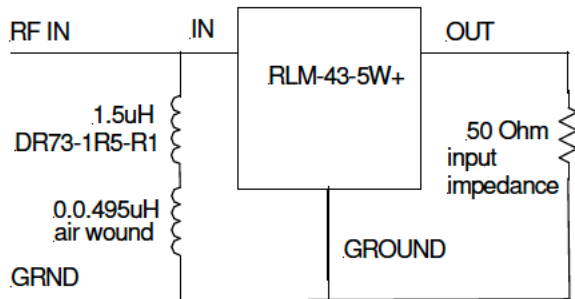 RF IN
IN
OUT
RLM-43-5W+
1.5uH
DR73-1R5-R1
50 Ohm
input
impedance
0.0.495uH
air wound
GROUND
GRND